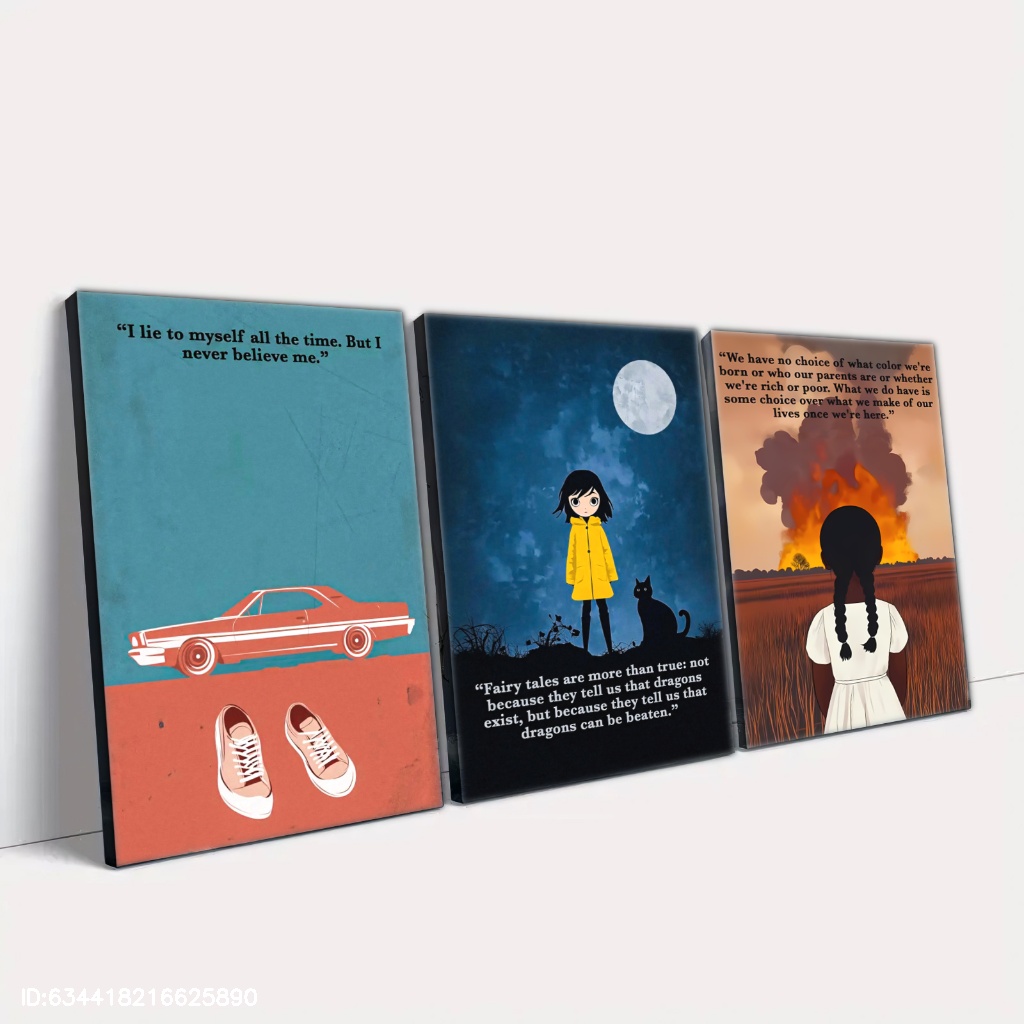 “I lie to myself all the time. But I
never believe me.”
“Fairy tales are more than true: not
because they tell us that dragons
exist, but because they tell us that
dragons can be beaten.”
“We have no choice of what color we're
born or who our parents are or whether
we're rich or poor. What we do have is
some choice over what we make of our
lives once we're here.”
ID:634418216625890